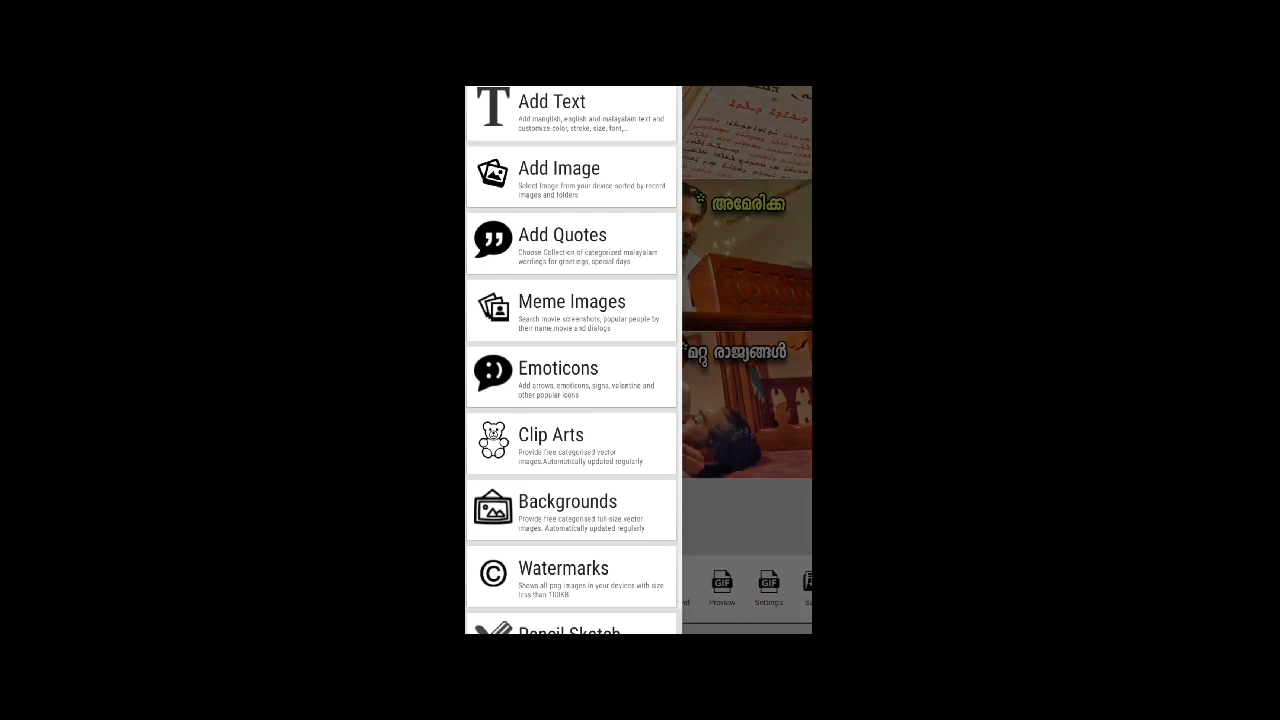 Add Text
Add manglish, english and malayalam text and
customize color, stroke, size, font,...
Add Image
Select Image from your device sorted by recent
images and folders
Add Quotes
Choose Collection of categorized malayalam
wordings for greetings, special days
Meme Images
Search movie screenshots, popular people by
their name,movie and dialogs
Emoticons
Add arrows, emoticons, signs, valentine and
other popular icons
Clip Arts
Provide free categorised vector
images.Automatically updated regularly
Backgrounds
Provide free categorised full-size vector
images. Automatically updated regularly
Watermarks
Shows all png images in your devices with size
less than 100KB
Pencil Sketch
* അമേരിക്ക
*മറ്റു രാജ്യങ്ങൾ
GIF
GIF
Preview
Settings